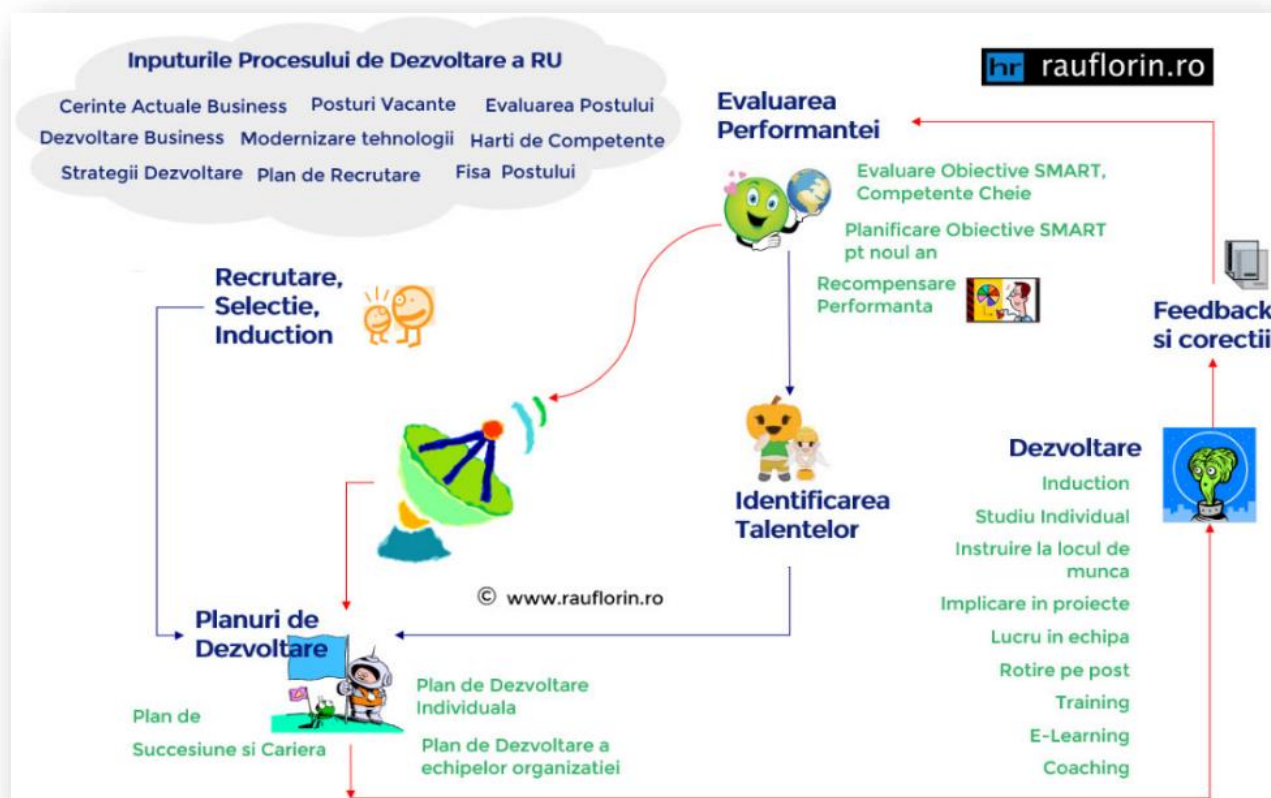 Inputurile Procesului de Dezvoltare a RU
Cerinte Actuale Business Posturi Vacante Evaluarea Postului
Dezvoltare Business Modernizare tehnologii Harti de Competente
Strategii Dezvoltare Plan de Recrutare Fisa Postului
hr rauflorin.ro
Evaluarea
Performantei
Evaluare Obiective SMART,
Competente Cheie
Planificare Obiective SMART
pt noul an
Recompensare
Performanta
Recrutare,
Selectie,
Induction
Feedback
si corectii
Identificarea
Talentelor
Dezvoltare
Induction
Studiu Individual
Instruire la locul de
munca
Implicare in proiecte
Lucru in echipa
Rotire pe post
Training
E-Learning
Coaching
© www.rauflorin.ro
Planuri de
Dezvoltare
Plan de
Succesiune si Cariera
Plan de Dezvoltare
Individuala
Plan de Dezvoltare a
echipelor organizatiei